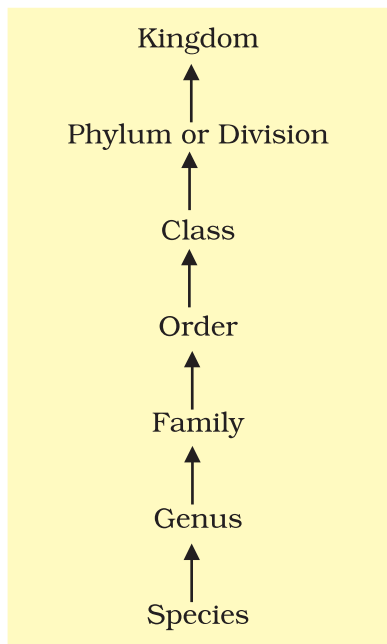 Kingdom
Phylum or Division
Class
Order
Family
Genus
Species